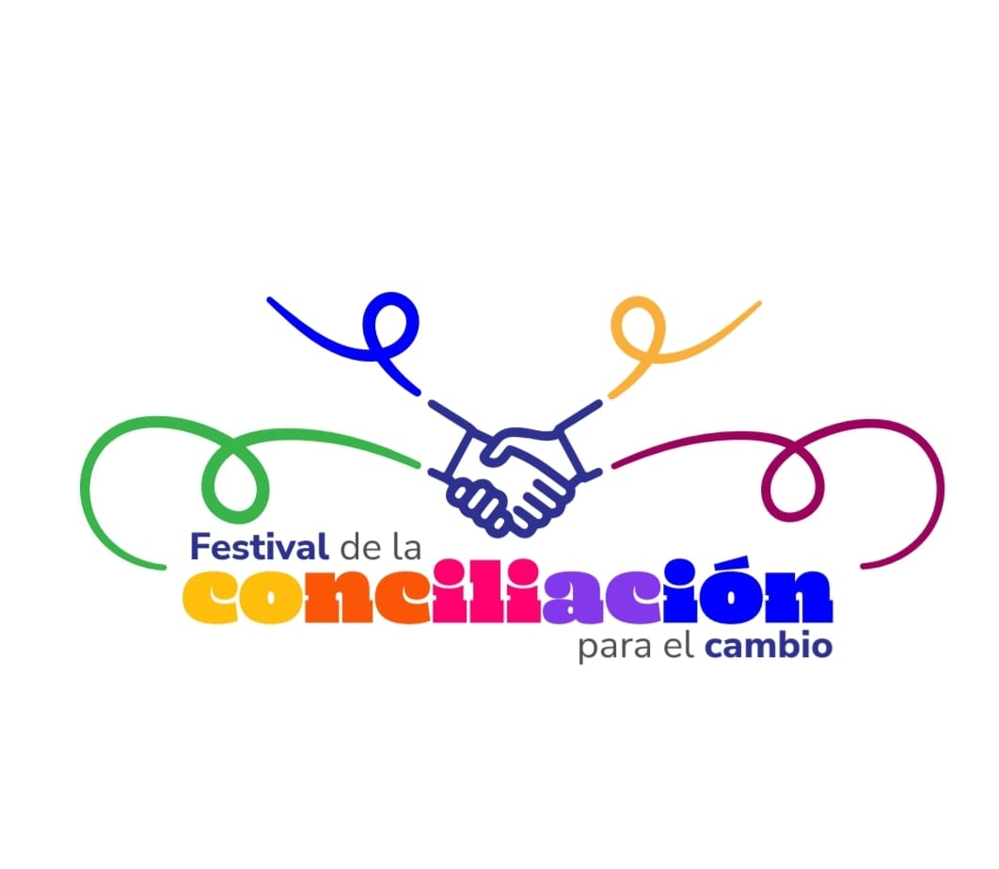 Festival de la
conciliación
para el cambio